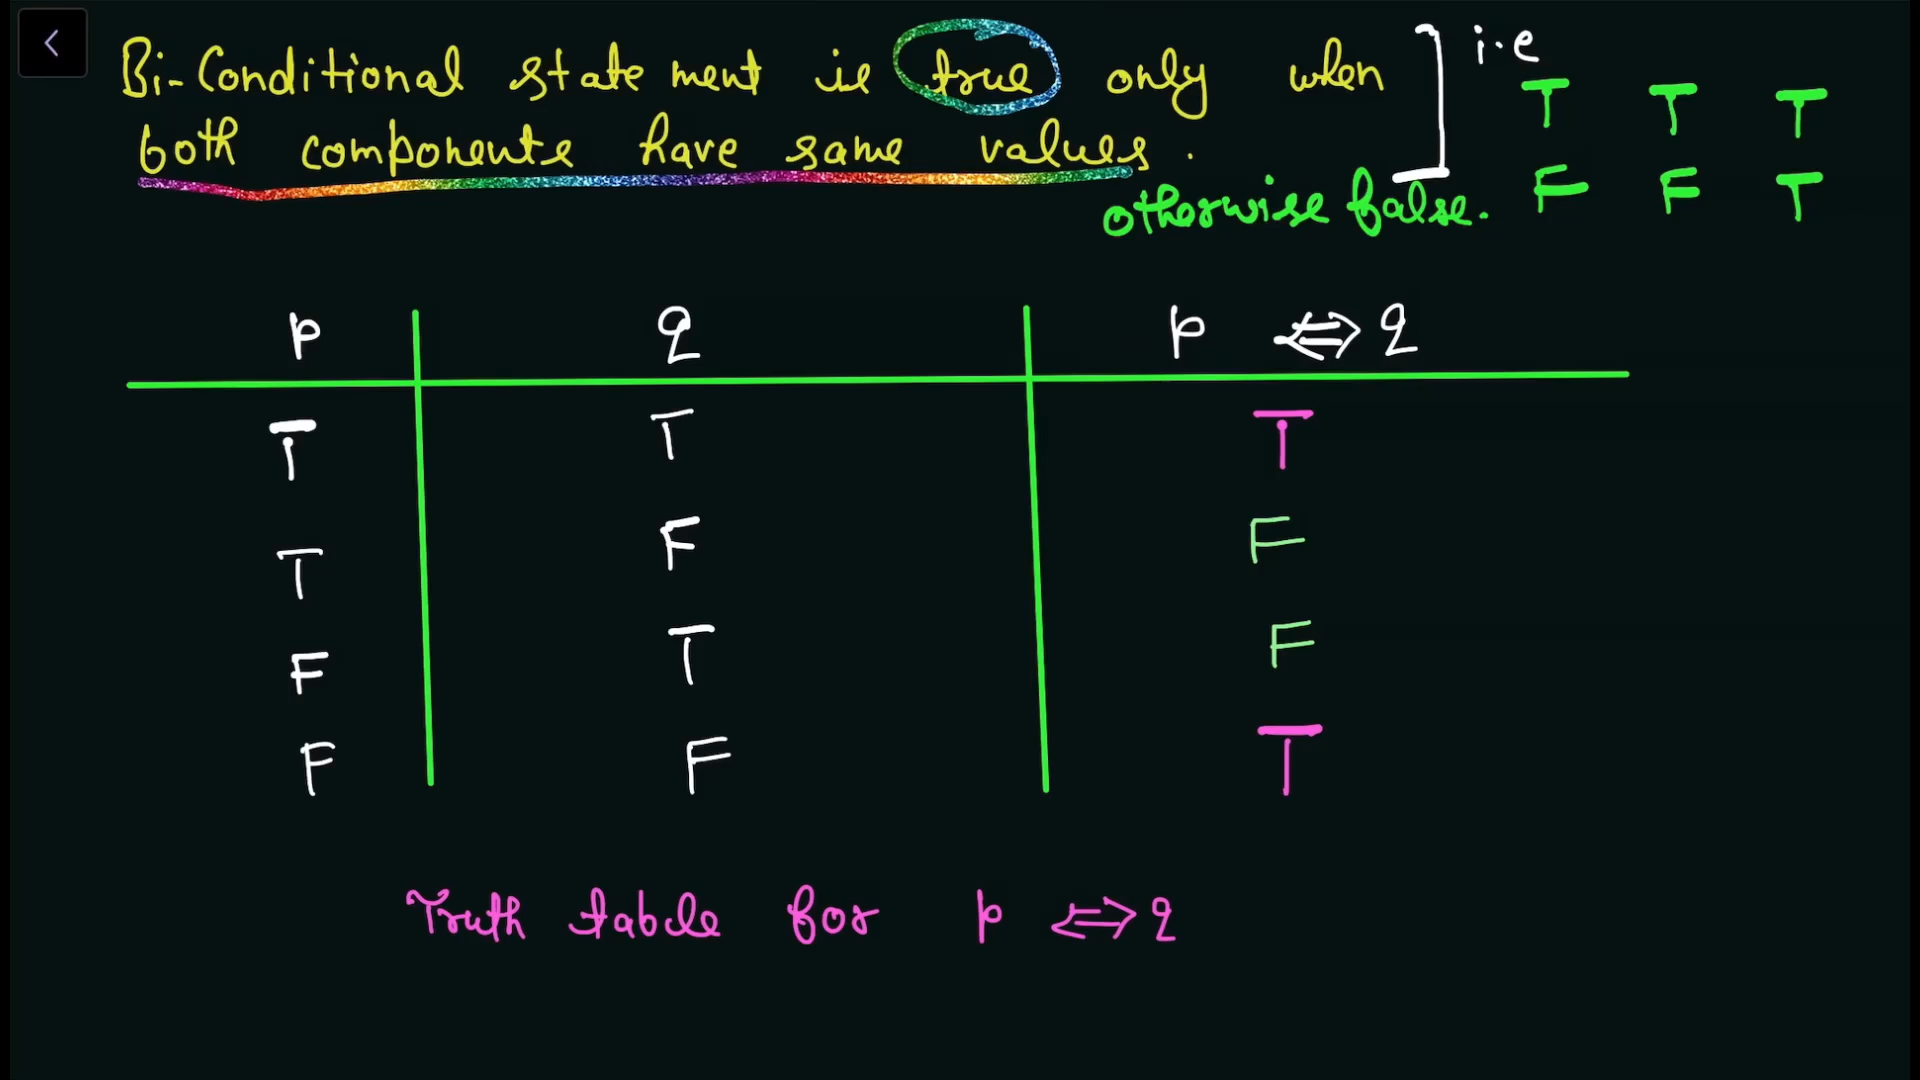 Bi-Conditional statement is true only when
both components have same values.
otherwise false.
i.e
T T T
F F T
p q p ⇔ q
T T T
T F F
F T F
F F T
Truth table for p ⇔ q